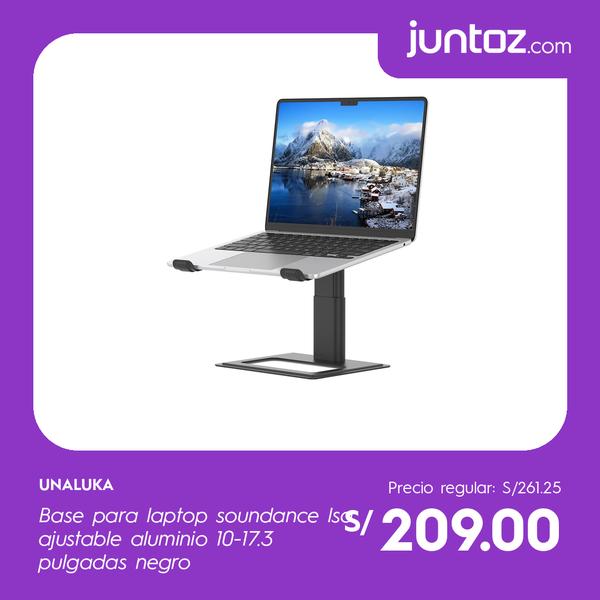 juntoz.com
UNALUKA
Base para laptop soundance
ajustable aluminio 10-17.3
pulgadas negro
Precio regular: S/261.25
S/ 209.00